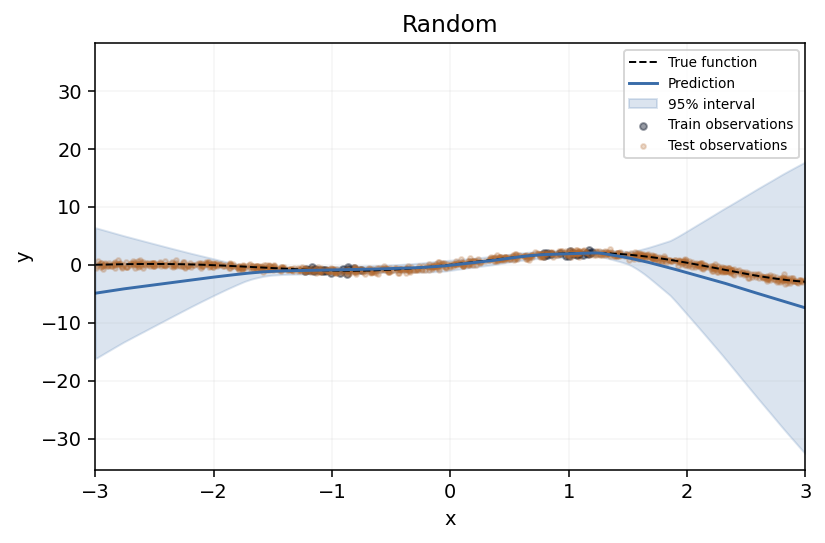 Random
True function
Prediction
95% interval
Train observations
Test observations
30
20
10
0
−10
−20
−30
y
−3
−2
−1
0
1
2
3
x